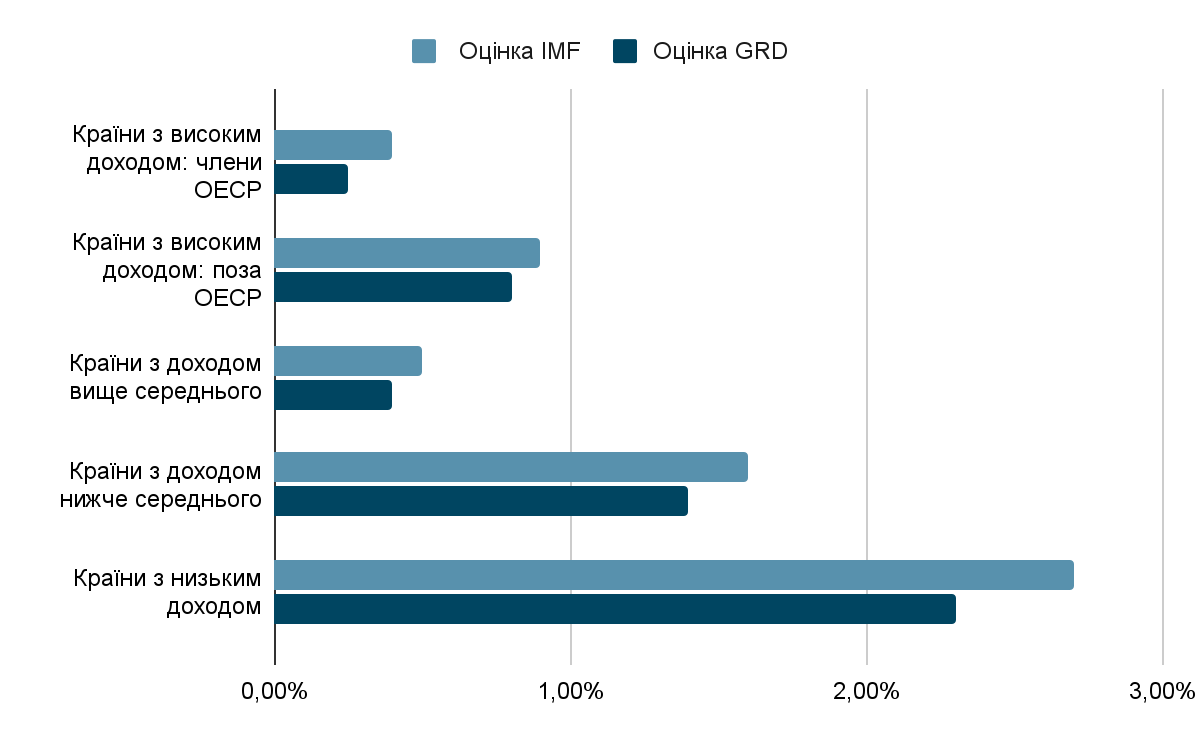 Оцінка IMF
Оцінка GRD
Країни з високим
доходом: члени
ОЕСР
Країни з високим
доходом: поза
ОЕСР
Країни з доходом
вище середнього
Країни з доходом
нижче середнього
Країни з низьким
доходом
0,00%
1,00%
2,00%
3,00%